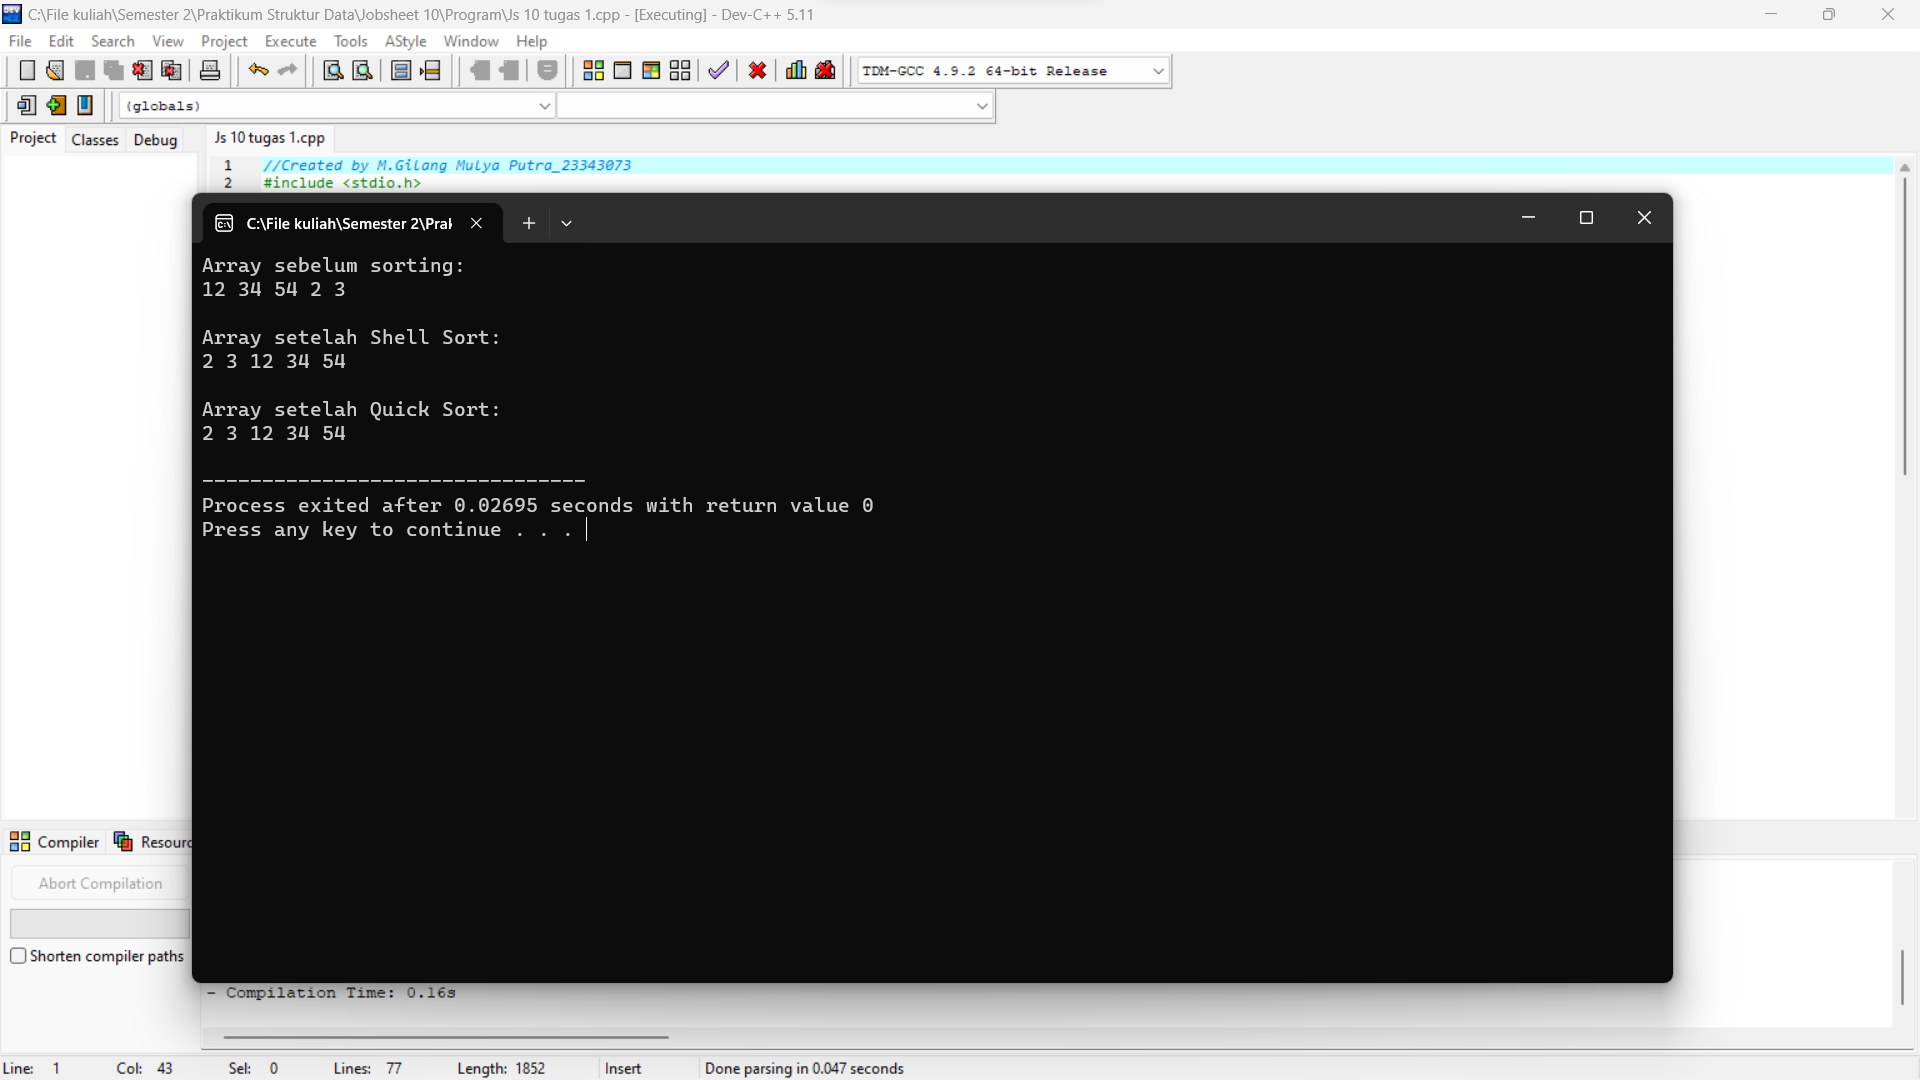 C:\File kuliah\Semester 2\Praktikum Struktur Data\Jobsheet 10\Program\Js 10 tugas 1.cpp - [Executing] - Dev-C++ 5.11
File Edit Search View Project Execute Tools AStyle Window Help
TDM-GCC 4.9.2 64-bit Release
(globals)
Project Classes Debug
Js 10 tugas 1.cpp
1 //Created by M.Gilang Mulya Putra_23343073
2 #include <stdio.h>
C:\File kuliah\Semester 2\Prak
Array sebelum sorting:
12 34 54 2 3
Array setelah Shell Sort:
2 3 12 34 54
Array setelah Quick Sort:
2 3 12 34 54
--------------------------------
Process exited after 0.02695 seconds with return value 0
Press any key to continue . . .
Compiler Resourc
Abort Compilation
Shorten compiler paths
- Compilation Time: 0.16s
Line: 1 Col: 43 Sel: 0 Lines: 77 Length: 1852 Insert Done parsing in 0.047 seconds